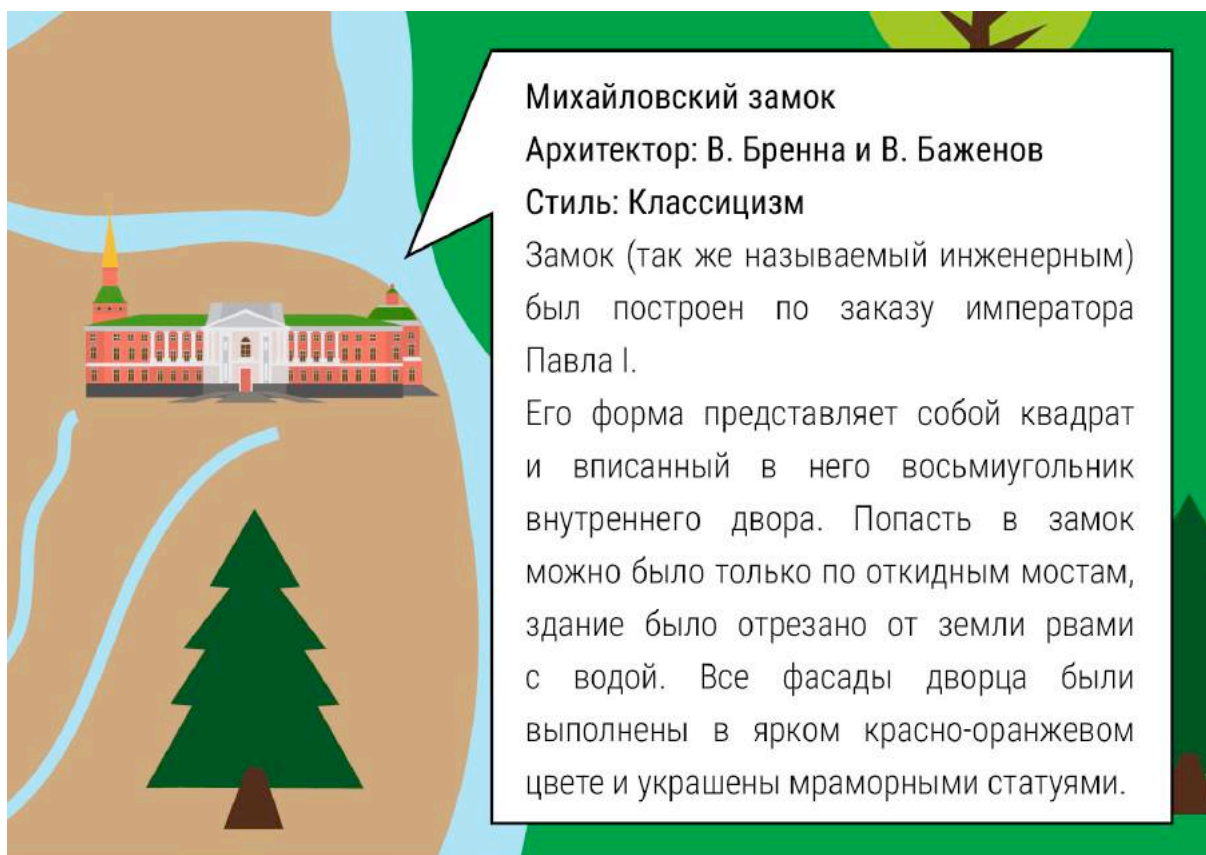 Михайловский замок
Архитектор: В. Бренна и В. Баженов
Стиль: Классицизм
Замок (так же называемый инженерным)
был построен по заказу императора
Павла I.
Его форма представляет собой квадрат
и вписанный в него восьмиугольник
внутреннего двора. Попасть в замок
можно было только по откидным мостам,
здание было отрезано от земли рвами
с водой. Все фасады дворца были
выполнены в ярком красно-оранжевом
цвете и украшены мраморными статуями.